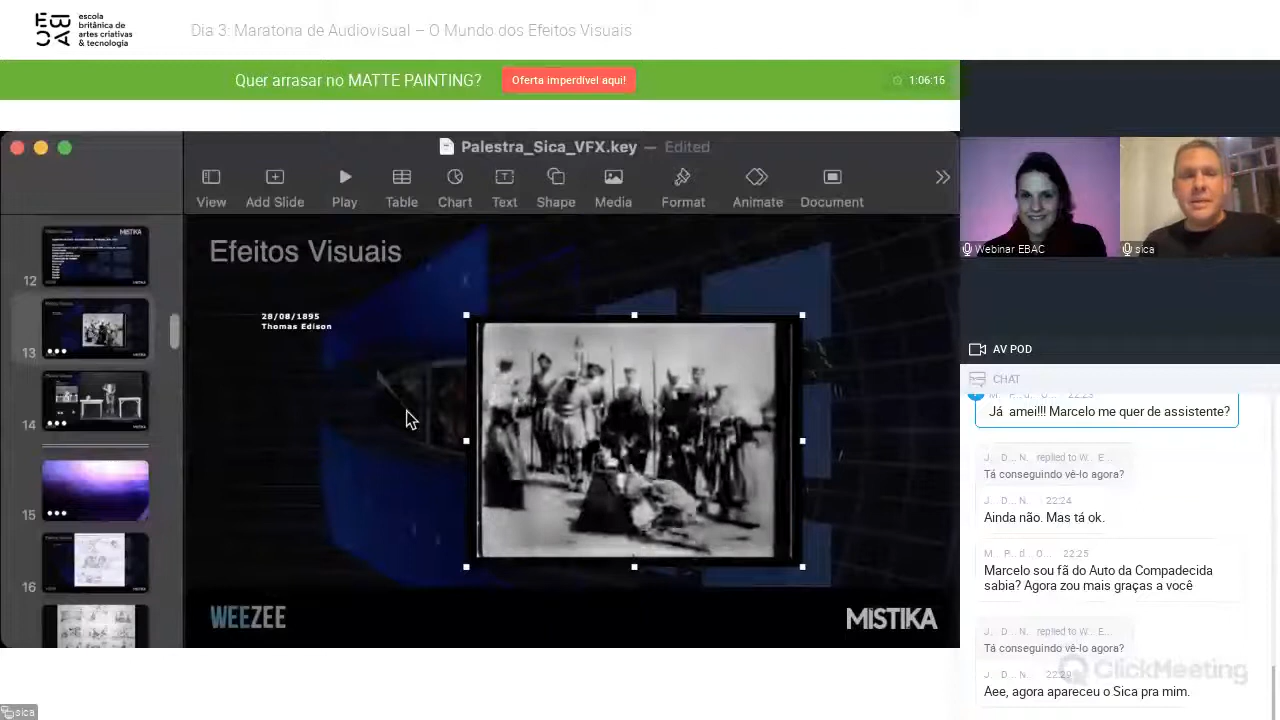 escola
britânica de
artes criativas
& tecnologia
Dia 3: Maratona de Audiovisual – O Mundo dos Efeitos Visuais
Quer arrasar no MATTE PAINTING?
Oferta imperdível aqui!
1:06:15
Palestra_Sica_VFX.key — Edited
View
Add Slide
Play
Table
Chart
Text
Shape
Media
Format
Animate
Document
12
13
14
15
16
MISTIKA
Efeitos Visuais
28/08/1895
Thomas Edison
WEEZEE
MISTIKA
Webinar EBAC
sica
AV POD
CHAT
Já amei!!! Marcelo me quer de assistente?
J. D... N. replied to W.. E...
Tá conseguindo vê-lo agora?
J. D... N. 22:24
Ainda não. Mas tá ok.
M. P.. d. O... 22:25
Marcelo sou fã do Auto da Compadecida
sabia? Agora zou mais graças a você
J. D... N. replied to W.. E...
Tá conseguindo vê-lo agora?
J. D... N. 22:29
Aee, agora apareceu o Sica pra mim.
ClickMeeting
sica